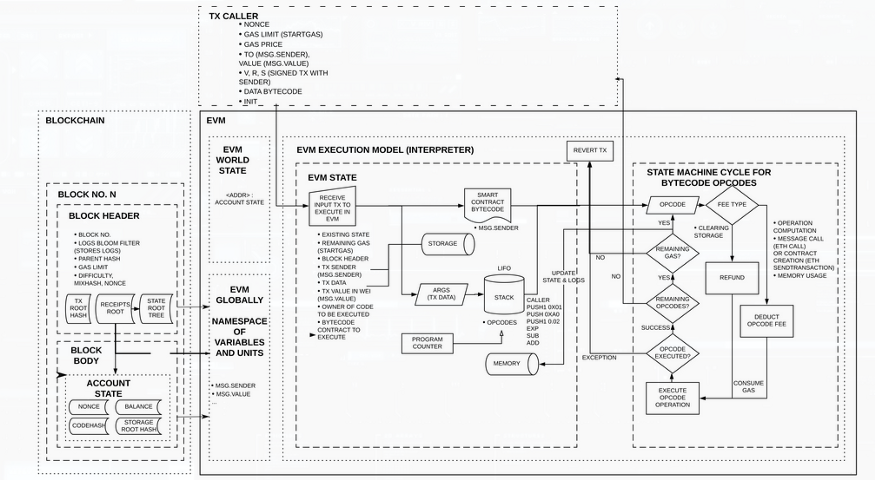 TX CALLER
• NONCE
• GAS LIMIT (STARTGAS)
• GAS PRICE
• TO (MSG.SENDER),
VALUE (MSG.VALUE)
• V, R, S (SIGNED TX WITH
SENDER)
• DATA BYTECODE
• INIT
BLOCKCHAIN
BLOCK NO. N
BLOCK HEADER
• BLOCK NO.
• LOGS BLOOM FILTER
(STORES LOGS)
• PARENT HASH
• GAS LIMIT
• DIFFICULTY,
MIXHASH, NONCE
TX
ROOT
HASH
RECEIPTS
ROOT
STATE
ROOT
TREE
BLOCK
BODY
ACCOUNT
STATE
NONCE
BALANCE
CODEHASH
STORAGE
ROOT HASH
EVM
EVM
WORLD
STATE
<ADDR> :
ACCOUNT STATE
EVM
GLOBALLY
NAMESPACE
OF
VARIABLES
AND UNITS
• MSG.SENDER
• MSG.VALUE
...
EVM EXECUTION MODEL (INTERPRETER)
EVM STATE
RECEIVE
INPUT TX TO
EXECUTE IN
EVM
• EXISTING STATE
• REMAINING GAS
(STARTGAS)
• BLOCK HEADER
• TX SENDER
(MSG.SENDER)
• TX DATA
• TX VALUE IN WEI
(MSG.VALUE)
• OWNER OF CODE
TO BE EXECUTED
• BYTECODE
CONTRACT TO
EXECUTE
SMART
CONTRACT
BYTECODE
• MSG.SENDER
STORAGE
ARGS
(TX DATA)
LIFO
STACK
• OPCODES
PROGRAM
COUNTER
MEMORY
CALLER
PUSH1 0X01
PUSH 0XA0
PUSH1 0.02
EXP
SUB
ADD
UPDATE
STATE & LOGS
REVERT TX
NO
NO
EXCEPTION
STATE MACHINE CYCLE FOR
BYTECODE OPCODES
OPCODE
FEE TYPE
YES
• CLEARING
STORAGE
• OPERATION
COMPUTATION
• MESSAGE CALL
(ETH CALL)
OR CONTRACT
CREATION (ETH
SENDTRANSACTION)
• MEMORY USAGE
REMAINING
GAS?
REFUND
YES
REMAINING
OPCODES?
DEDUCT
OPCODE FEE
SUCCESS
OPCODE
EXECUTED?
CONSUME
GAS
EXECUTE
OPCODE
OPERATION